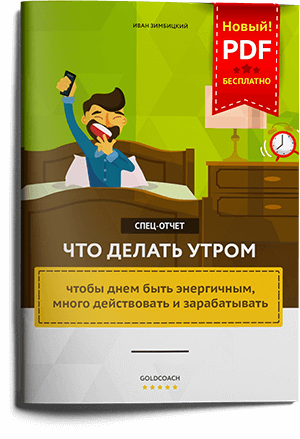 ИВАН ЗИМБИЦКИЙ
Новый!
PDF
БЕСПЛАТНО
СПЕЦ-ОТЧЕТ
ЧТО ДЕЛАТЬ УТРОМ
чтобы днем быть энергичным,
много действовать и зарабатывать
GOLDCOACH